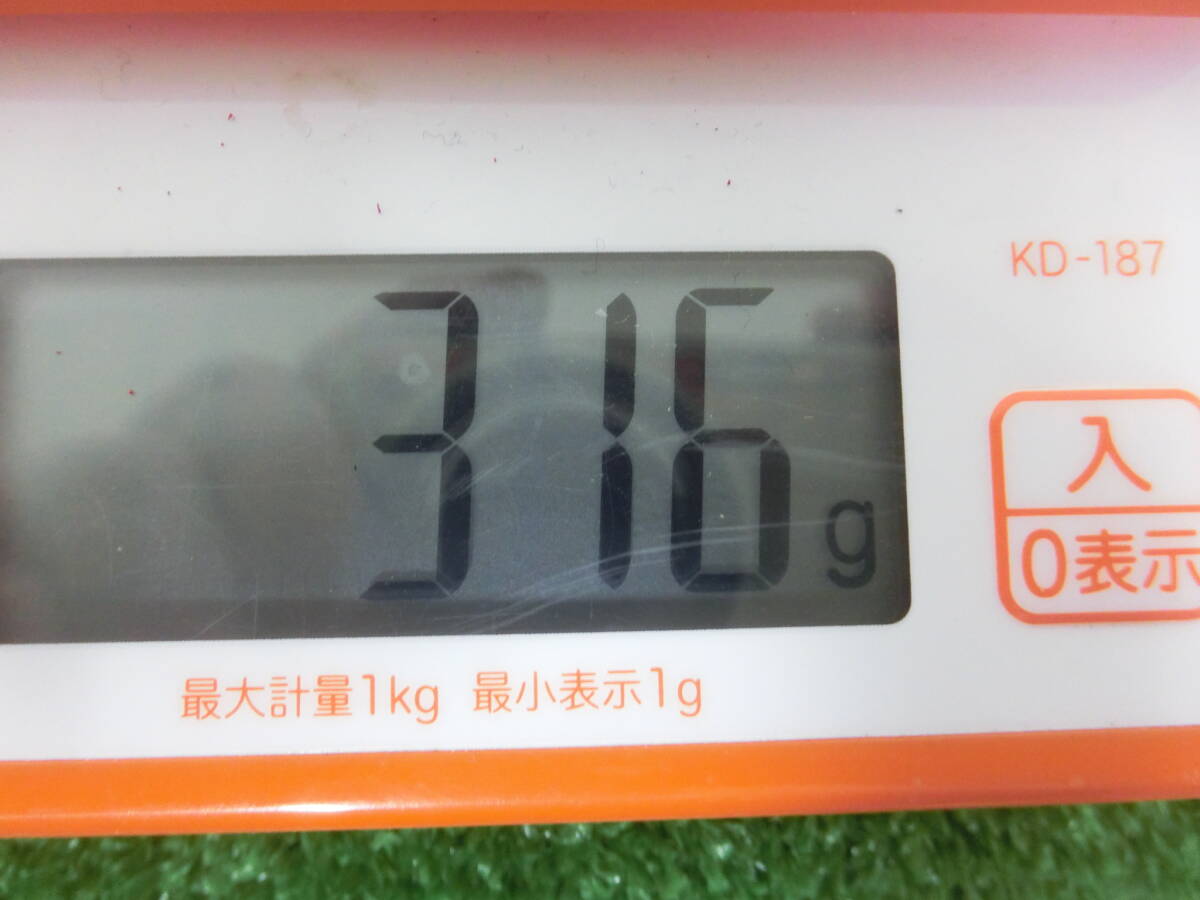 KD-187
316g
入
0表示
最大計量1kg 最小表示1g